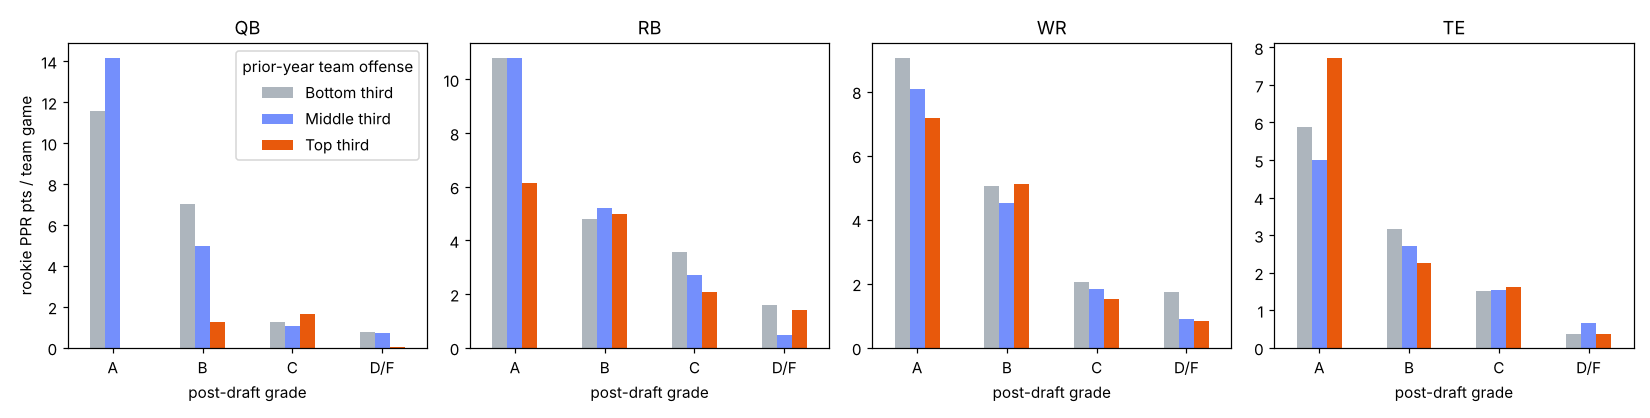 QB
RB
WR
TE
prior-year team offense
Bottom third
Middle third
Top third
rookie PPR pts / team game
14
12
10
8
6
4
2
0
10
8
6
4
2
0
8
6
4
2
0
8
7
6
5
4
3
2
1
0
A B C D/F
A B C D/F
A B C D/F
A B C D/F
post-draft grade
post-draft grade
post-draft grade
post-draft grade